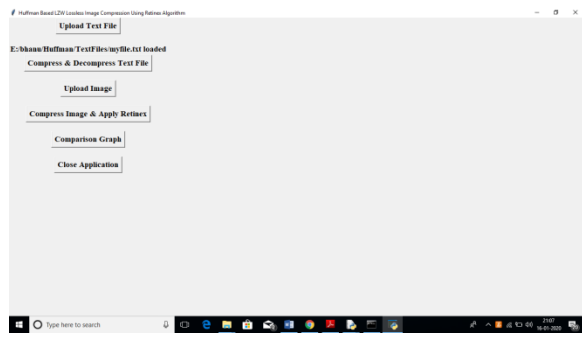 Huffman Based LZW Lossless Image Compression Using Retinex Algorithm
Upload Text File
E:/bhanu/Huffman/TextFiles/myfile.txt loaded
Compress & Decompress Text File
Upload Image
Compress Image & Apply Retinex
Comparison Graph
Close Application
Type here to search
21:07
16-01-2020